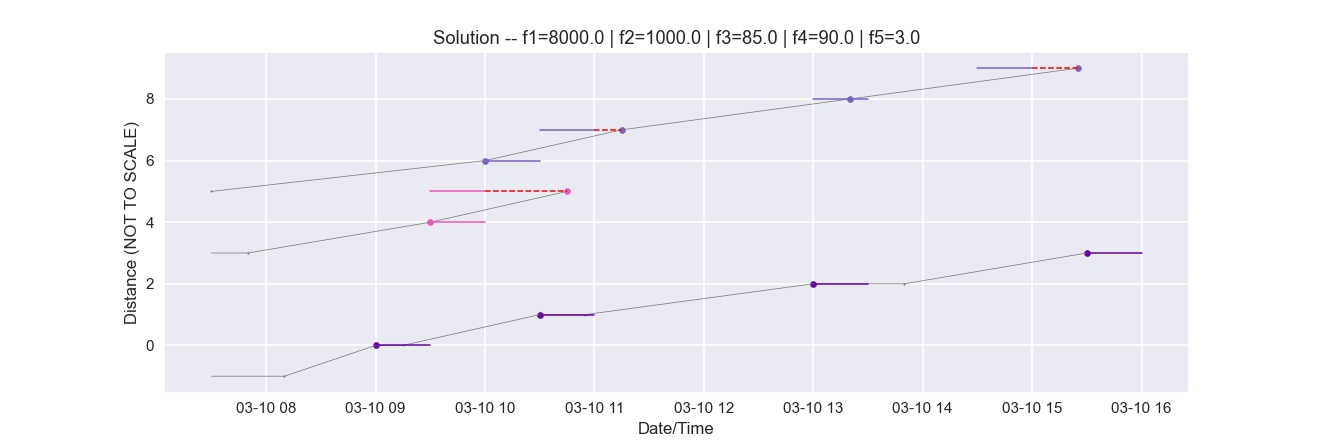 Solution -- f1=8000.0 | f2=1000.0 | f3=85.0 | f4=90.0 | f5=3.0
Distance (NOT TO SCALE)
8
6
4
2
0
03-10 08 03-10 09 03-10 10 03-10 11 03-10 12 03-10 13 03-10 14 03-10 15 03-10 16
Date/Time